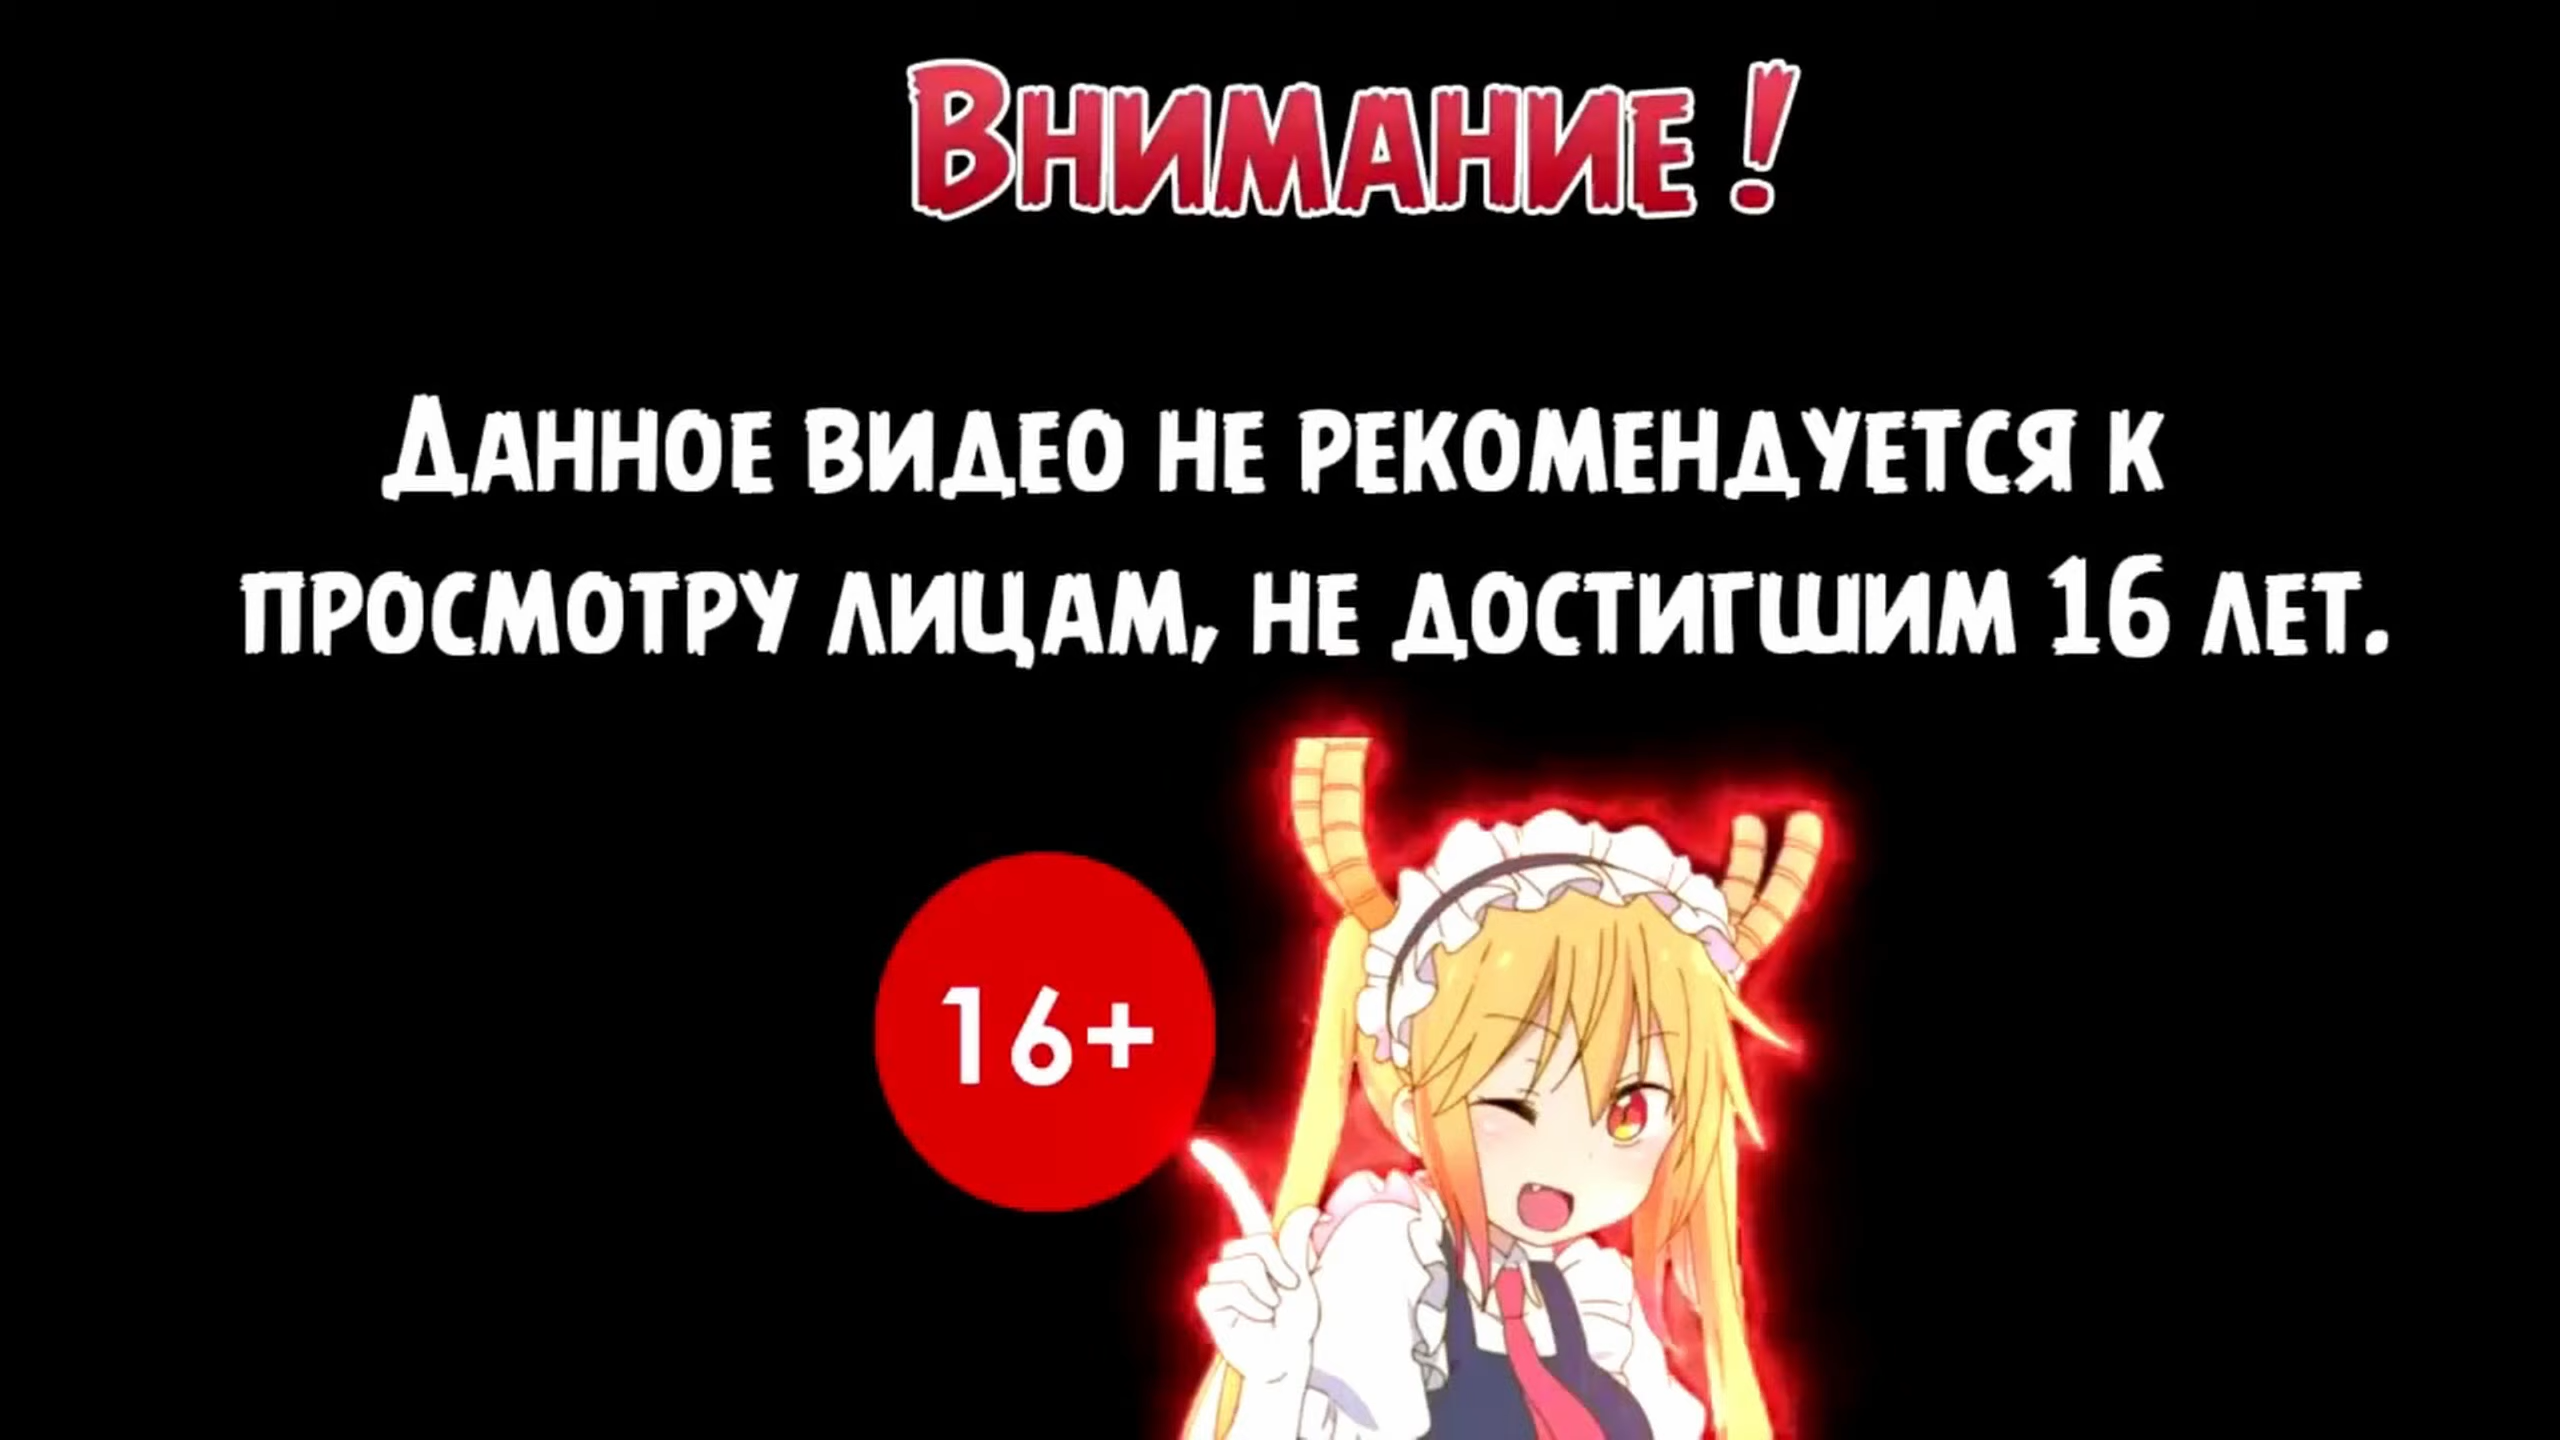 Внимание !
Данное видео не рекомендуется к
просмотру лицам, не достигшим 16 лет.
16+